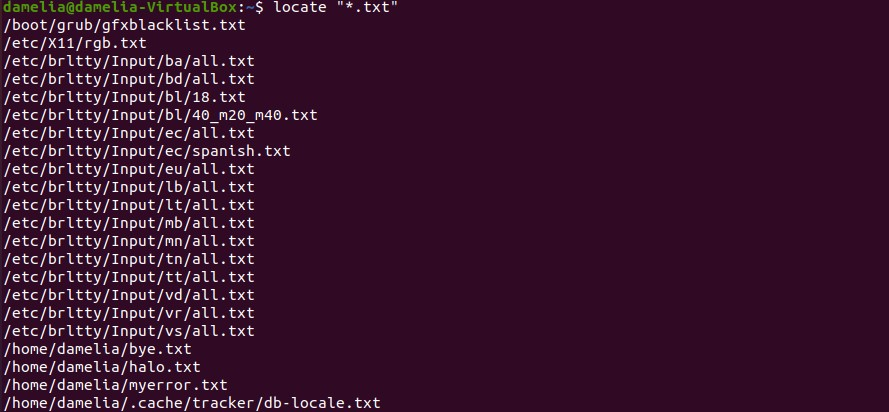 damelia@damelia-VirtualBox:~$ locate "*.txt"
/boot/grub/gfxblacklist.txt
/etc/X11/rgb.txt
/etc/brltty/Input/ba/all.txt
/etc/brltty/Input/bd/all.txt
/etc/brltty/Input/bl/18.txt
/etc/brltty/Input/bl/40_m20_m40.txt
/etc/brltty/Input/ec/all.txt
/etc/brltty/Input/ec/spanish.txt
/etc/brltty/Input/eu/all.txt
/etc/brltty/Input/lb/all.txt
/etc/brltty/Input/lt/all.txt
/etc/brltty/Input/mb/all.txt
/etc/brltty/Input/mn/all.txt
/etc/brltty/Input/tn/all.txt
/etc/brltty/Input/tt/all.txt
/etc/brltty/Input/vd/all.txt
/etc/brltty/Input/vr/all.txt
/etc/brltty/Input/vs/all.txt
/home/damelia/bye.txt
/home/damelia/halo.txt
/home/damelia/myerror.txt
/home/damelia/.cache/tracker/db-locale.txt